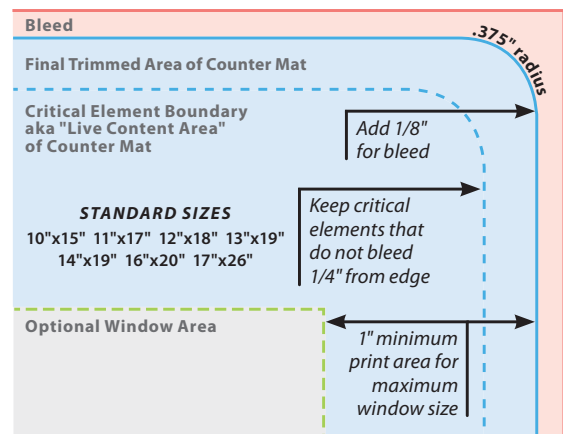 Bleed
.375" radius
Final Trimmed Area of Counter Mat
Critical Element Boundary
aka "Live Content Area"
of Counter Mat
Add 1/8"
for bleed
STANDARD SIZES
10"x15" 11"x17" 12"x18" 13"x19"
14"x19" 16"x20" 17"x26"
Keep critical
elements that
do not bleed
1/4" from edge
Optional Window Area
1" minimum
print area for
maximum
window size